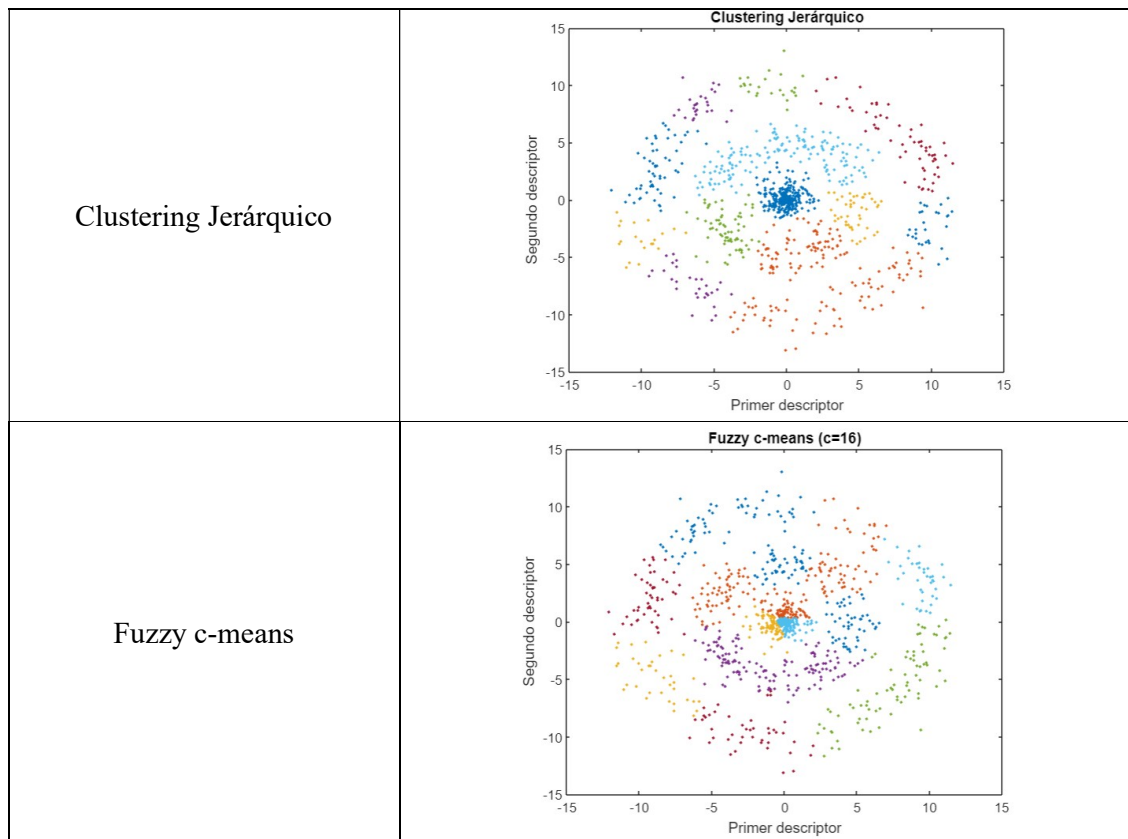 Clustering Jerárquico
Clustering Jerárquico
15
10
5
0
-5
-10
-15
Segundo descriptor
-15 -10 -5 0 5 10 15
Primer descriptor
Fuzzy c-means
Fuzzy c-means (c=16)
15
10
5
0
-5
-10
-15
Segundo descriptor
-15 -10 -5 0 5 10 15
Primer descriptor